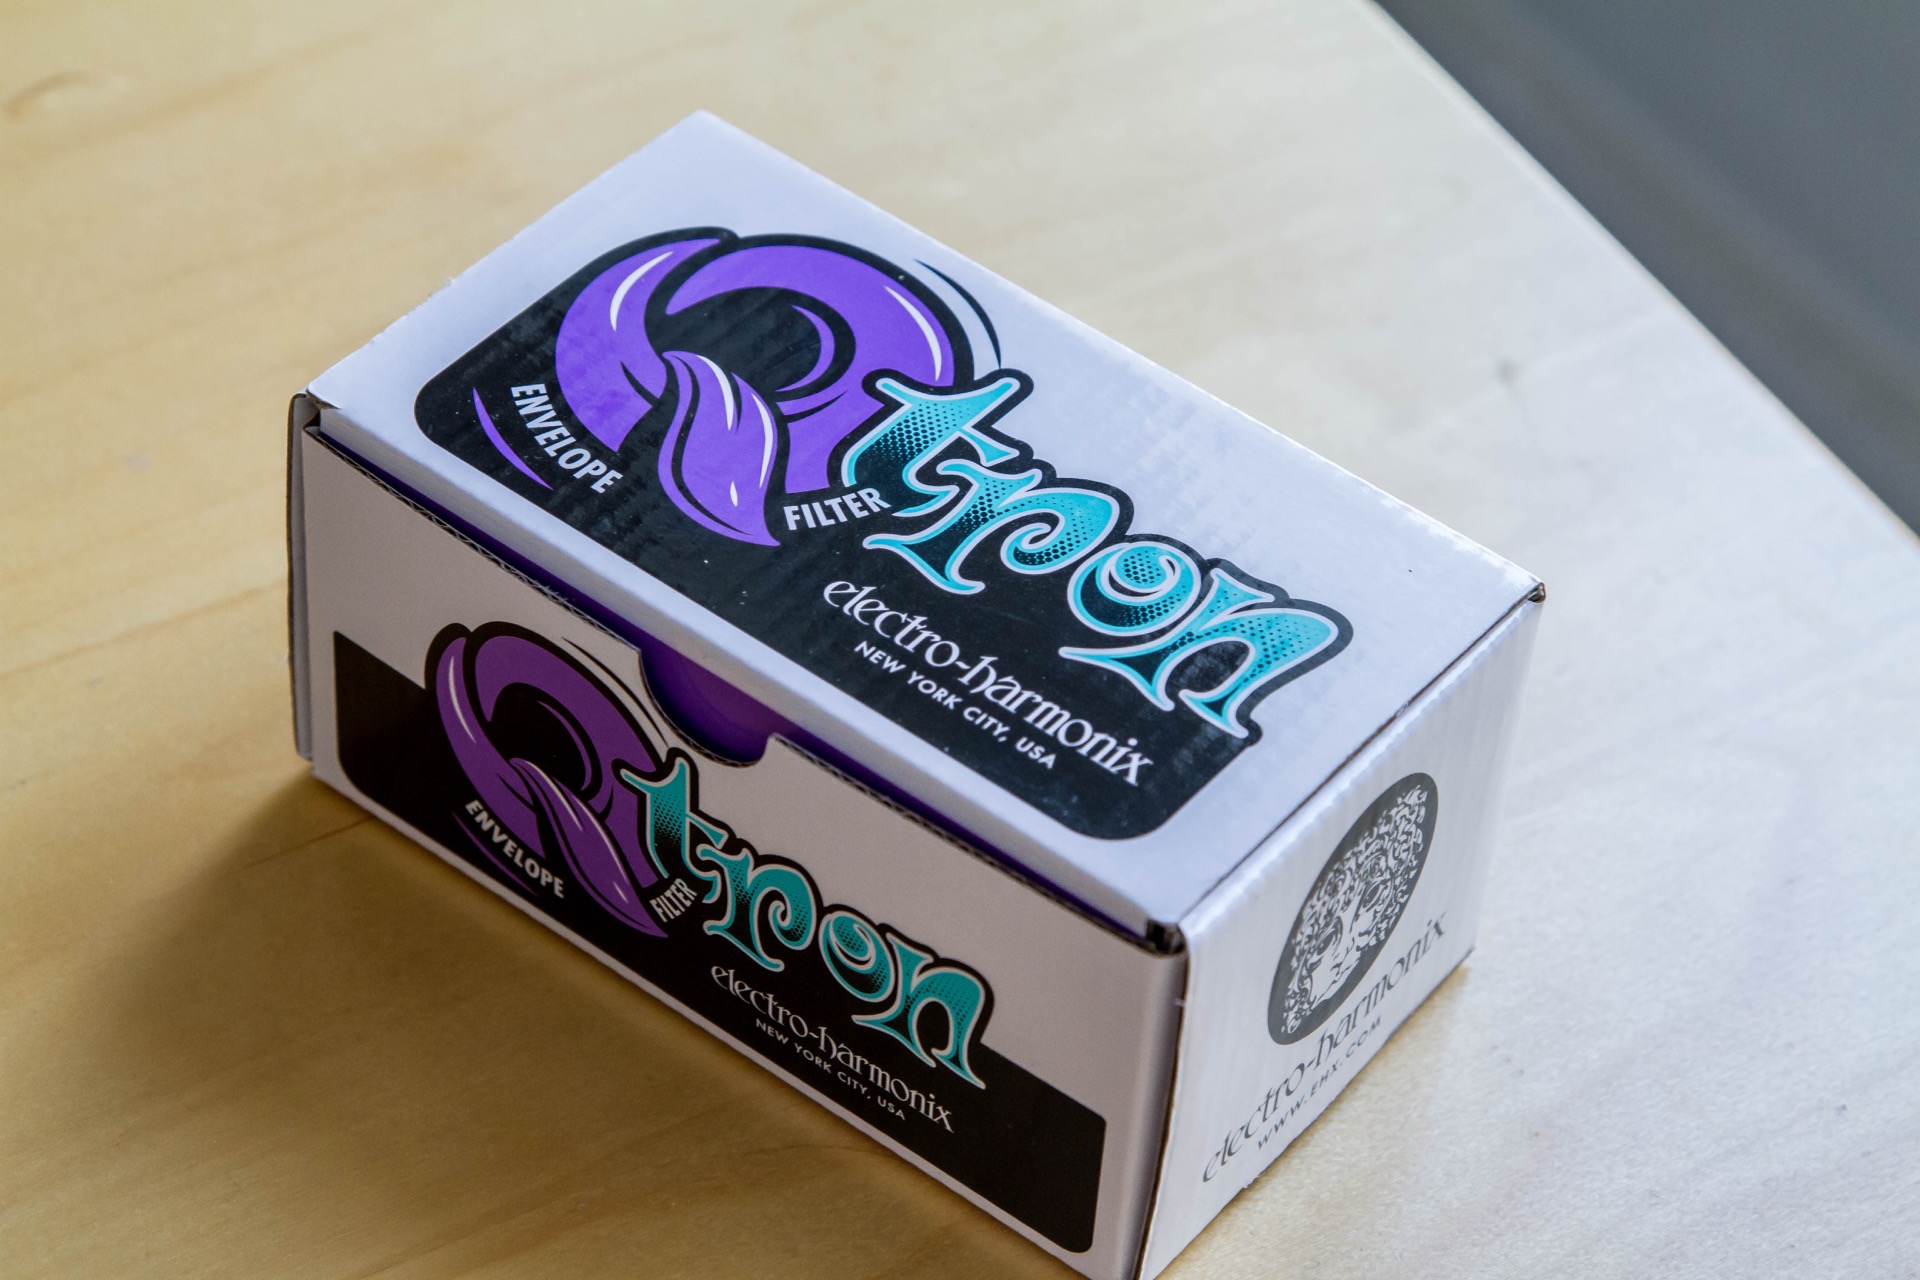 Qtron
ENVELOPE FILTER
electro-harmonix
NEW YORK CITY, USA
Qtron
ENVELOPE FILTER
electro-harmonix
NEW YORK CITY, USA
electro-harmonix
WWW.EHX.COM